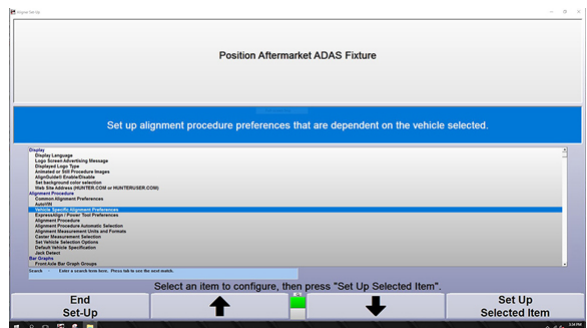 Aligner Set-Up
Position Aftermarket ADAS Fixture
Set up alignment procedure preferences that are dependent on the vehicle selected.
Display
Display Language
Logo Screen Advertising Message
Displayed Logo Type
Animated or Still Procedure Images
AlignGuide® Enable/Disable
Set background color selection
Web Site Address (HUNTER.COM or HUNTERUSER.COM)
Alignment Procedure
Common Alignment Preferences
AutoVIN
Vehicle Specific Alignment Preferences
ExpressAlign / Power Tool Preferences
Alignment Procedure
Alignment Procedure Automatic Selection
Alignment Measurement Units and Formats
Caster Measurement Selection
Set Vehicle Selection Options
Default Vehicle Specification
Jack Detect
Bar Graphs
Front Axle Bar Graph Groups
Search - Enter a search item here. Press tab to see the next match.
Select an item to configure, then press "Set Up Selected Item".
End
Set-Up
Set Up
Selected Item